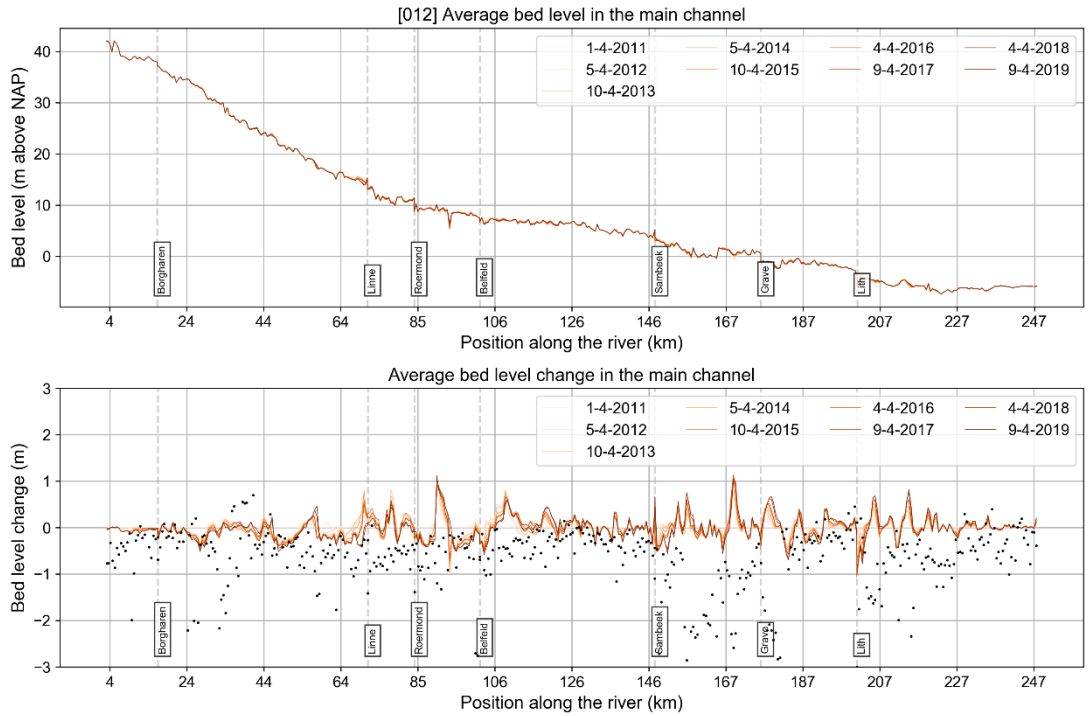 [012] Average bed level in the main channel
Bed level (m above NAP)
40
30
20
10
0
1-4-2011
5-4-2012
10-4-2013
5-4-2014
10-4-2015
4-4-2016
9-4-2017
4-4-2018
9-4-2019
Borgharen
Linne
Roermond
Belfeld
Sambeek
Grave
Lith
4 24 44 64 85 106 126 146 167 187 207 227 247
Position along the river (km)
Average bed level change in the main channel
Bed level change (m)
3
2
1
0
−1
−2
−3
1-4-2011
5-4-2012
10-4-2013
5-4-2014
10-4-2015
4-4-2016
9-4-2017
4-4-2018
9-4-2019
Borgharen
Linne
Roermond
Belfeld
Sambeek
Grave
Lith
4 24 44 64 85 106 126 146 167 187 207 227 247
Position along the river (km)